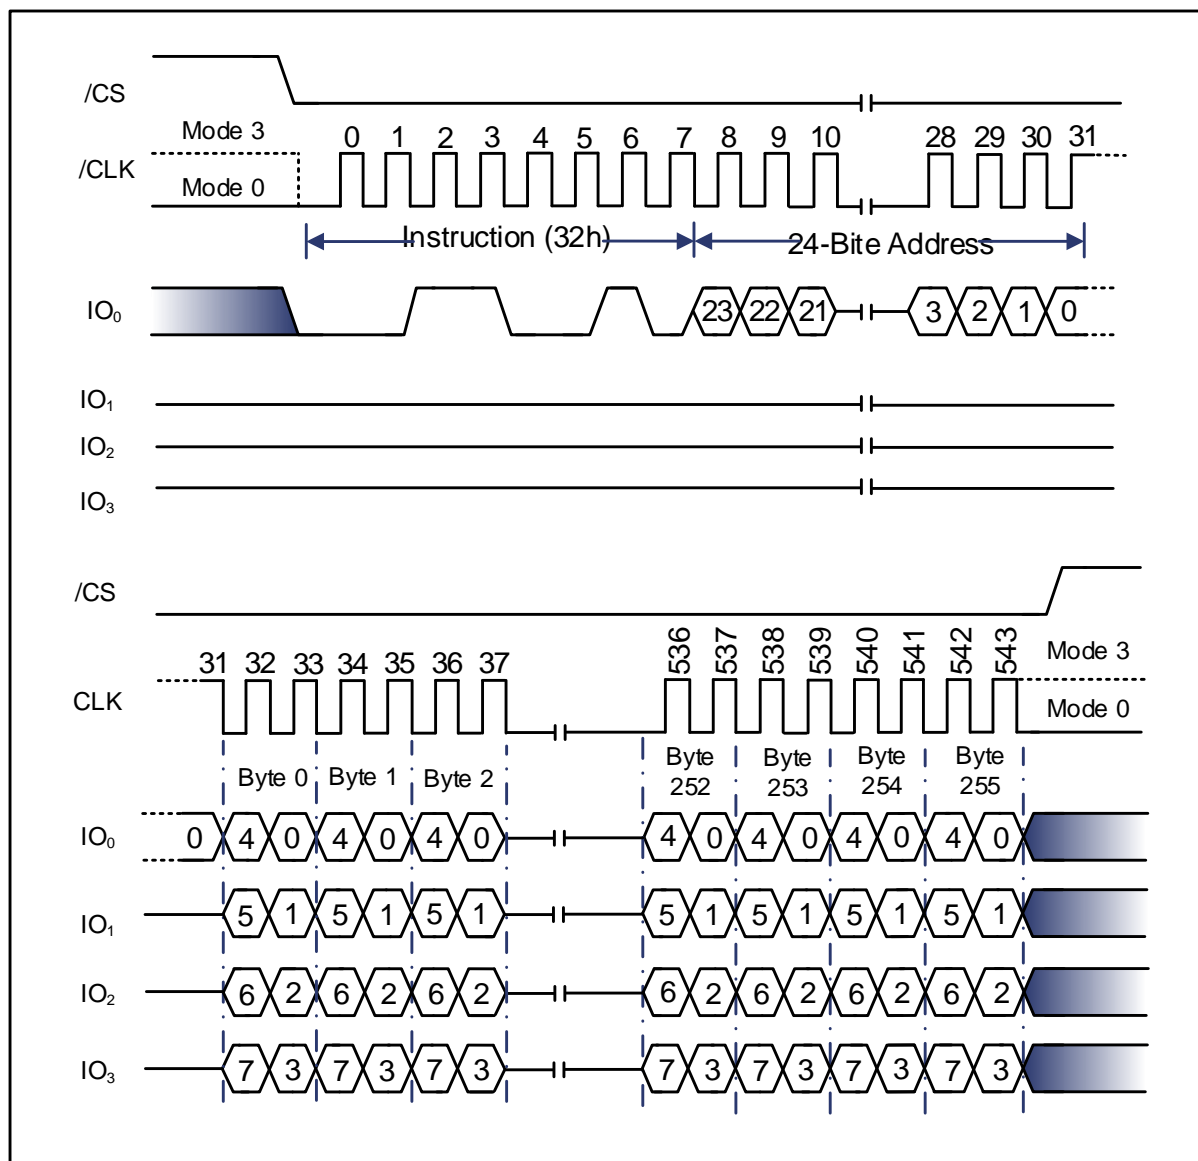 /CS
Mode 3
0 1 2 3 4 5 6 7 8 9 10 28 29 30 31
/CLK
Mode 0
Instruction (32h) 24-Bite Address
IO0 23 22 21 3 2 1 0
IO1
IO2
IO3
/CS
31 32 33 34 35 36 37 536 537 538 539 540 541 542 543
Mode 3
CLK
Mode 0
Byte 0 Byte 1 Byte 2 Byte 252 Byte 253 Byte 254 Byte 255
IO0 0 4 0 4 0 4 0 4 0 4 0 4 0 4 0
IO1 5 1 5 1 5 1 5 1 5 1 5 1 5 1
IO2 6 2 6 2 6 2 6 2 6 2 6 2 6 2
IO3 7 3 7 3 7 3 7 3 7 3 7 3 7 3